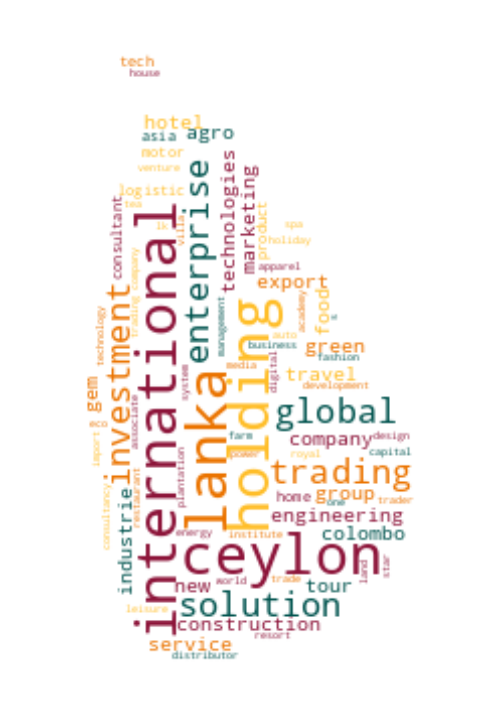 tech
house
hotel
asia
agro
motor
venture
logistic
tea
lk
villa
consultant
international
enterprise
technologies
marketing
product
spa
holiday
apparel
export
food
academy
s
trading company
technology
investment
management
lanka
holding
auto
business
green
fashion
media
digital
travel
development
system
gem
eco
associate
import
global
farm
company
design
capital
power
royal
trading
plantation
restaurant
consultancy
industrie
home
group
one
trader
engineering
energy
institute
colombo
ceylon
land
star
new
world
trade
tour
leisure
solution
construction
resort
service
distributor